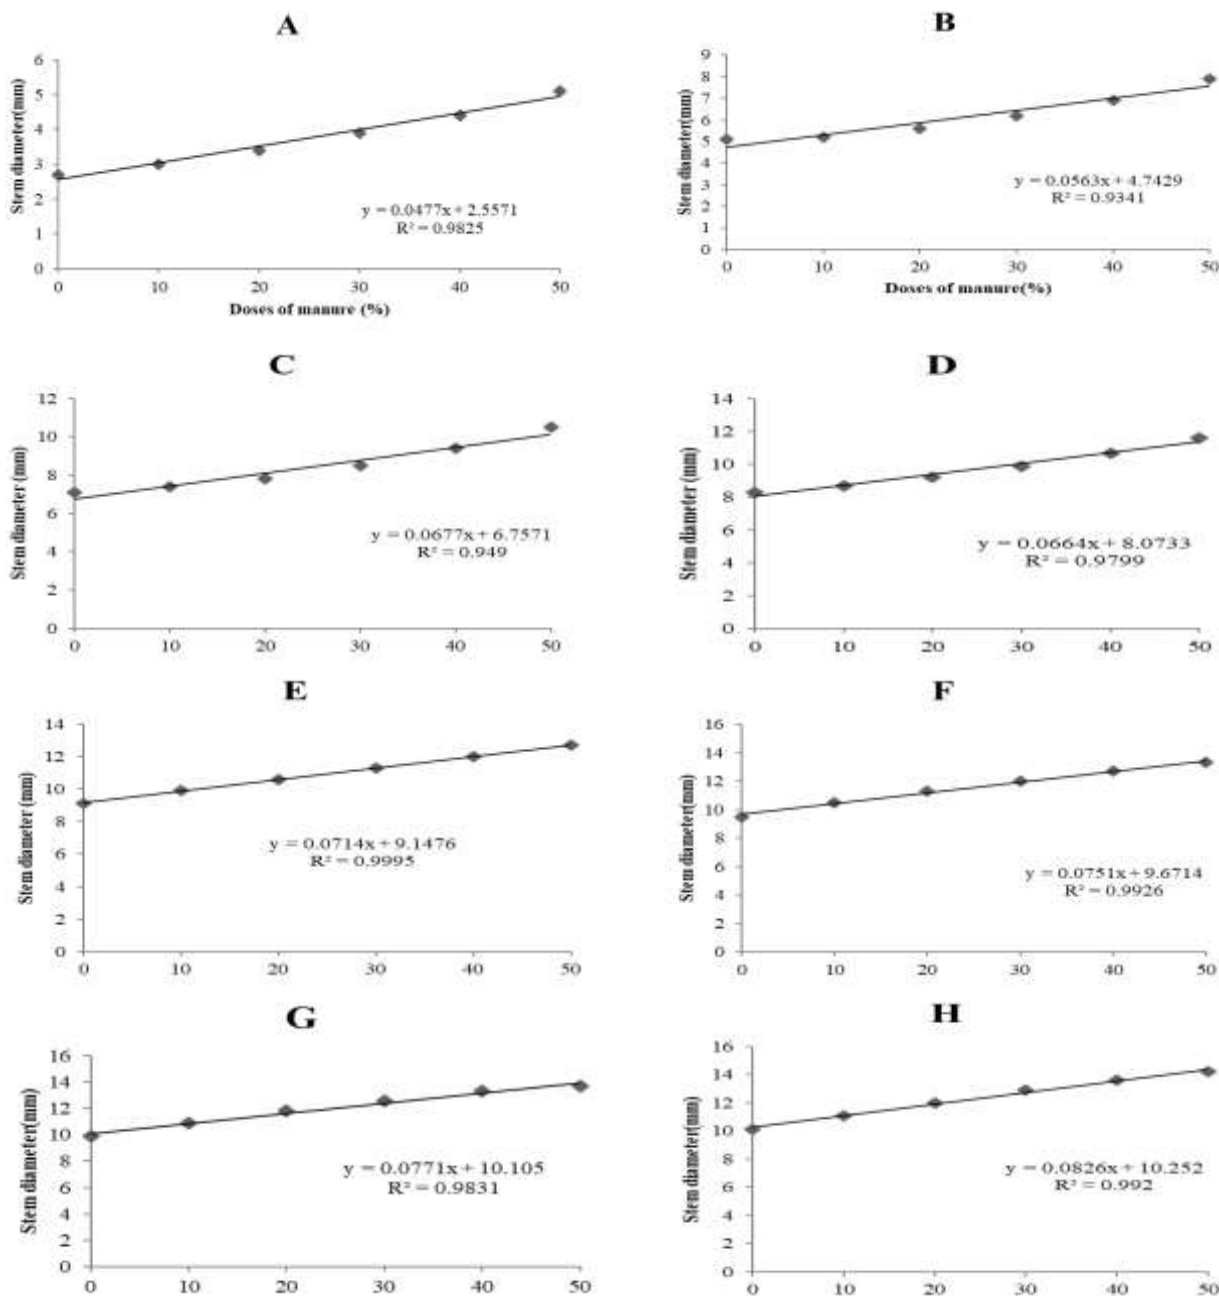 A
Stem diameter(mm)
6
5
4
3
2
1
0
y = 0.0477x + 2.5571
R² = 0.9825
0 10 20 30 40 50
Doses of manure (%)
B
Stem diameter(mm)
9
8
7
6
5
4
3
2
1
0
y = 0.0563x + 4.7429
R² = 0.9341
0 10 20 30 40 50
Doses of manure(%)
C
Stem diameter (mm)
12
10
8
6
4
2
0
y = 0.0677x + 6.7571
R² = 0.949
0 10 20 30 40 50
D
Stem diameter (mm)
14
12
10
8
6
4
2
0
y = 0.0664x + 8.0733
R² = 0.9799
0 10 20 30 40 50
E
Stem diameter (mm)
14
12
10
8
6
4
2
0
y = 0.0714x + 9.1476
R² = 0.9995
0 10 20 30 40 50
F
Stem diameter(mm)
16
14
12
10
8
6
4
2
0
y = 0.0751x + 9.6714
R² = 0.9926
0 10 20 30 40 50
G
Stem diameter(mm)
16
14
12
10
8
6
4
2
0
y = 0.0771x + 10.105
R² = 0.9831
0 10 20 30 40 50
H
Stem diameter(mm)
16
14
12
10
8
6
4
2
0
y = 0.0826x + 10.252
R² = 0.992
0 10 20 30 40 50